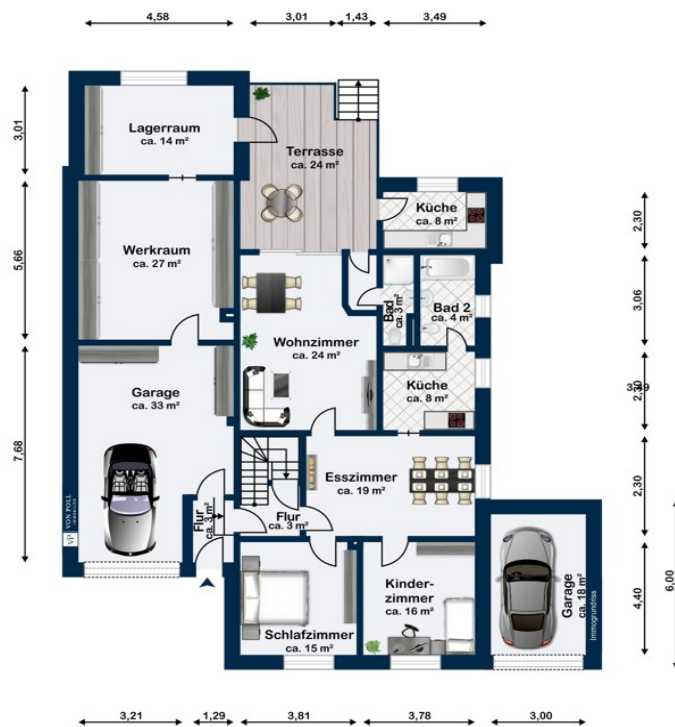 4,58
3,01
1,43
3,49
3,01
5,66
7,68
Lagerraum
ca. 14 m²
Terrasse
ca. 24 m²
Küche
ca. 8 m²
2,30
Werkraum
ca. 27 m²
Bad
ca. 3 m²
Bad 2
ca. 4 m²
3,06
Wohnzimmer
ca. 24 m²
Küche
ca. 8 m²
Garage
ca. 33 m²
Esszimmer
ca. 19 m²
2,30
Flur
ca. 3 m²
Flur
ca. 3 m²
VP VON POLL
IMMOBILIEN
Schlafzimmer
ca. 15 m²
Kinder-
zimmer
ca. 16 m²
Garage
ca. 18 m²
Immogrundriss
4,40
6,00
3,21
1,29
3,81
3,78
3,00